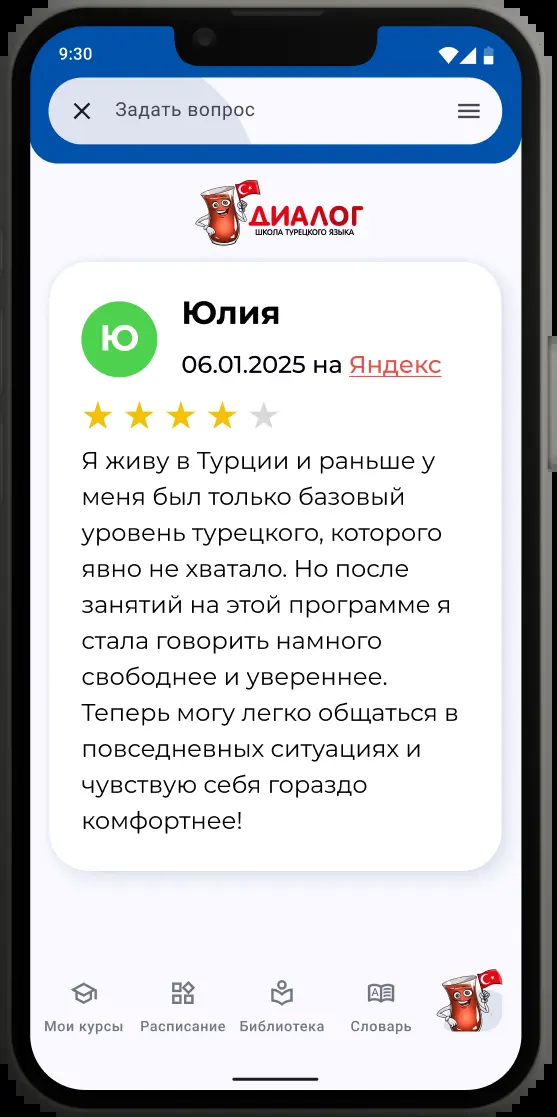 9:30
Задать вопрос
ДИАЛОГ
ШКОЛА ТУРЕЦКОГО ЯЗЫКА
Ю
Юлия
06.01.2025 на Яндекс
Я живу в Турции и раньше у
меня был только базовый
уровень турецкого, которого
явно не хватало. Но после
занятий на этой программе я
стала говорить намного
свободнее и увереннее.
Теперь могу легко общаться в
повседневных ситуациях и
чувствую себя гораздо
комфортнее!
A
Мои курсы Расписание Библиотека Словарь